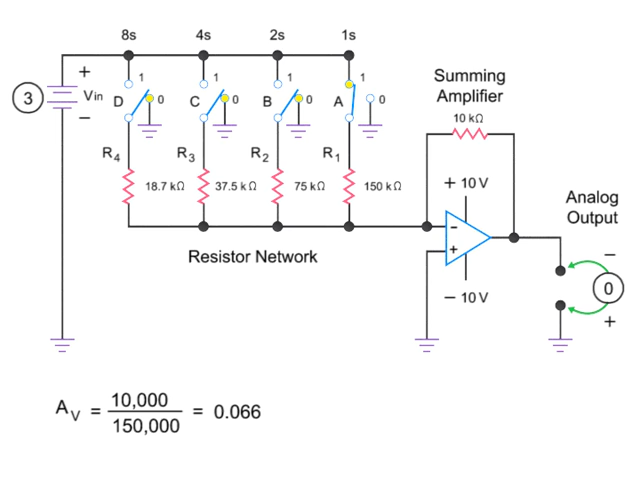 8s 4s 2s 1s
+
3 Vin
−
1 1 1 1
D 0 C 0 B 0 A 0
R4 R3 R2 R1
18.7 kΩ 37.5 kΩ 75 kΩ 150 kΩ
Resistor Network
Summing
Amplifier
10 kΩ
+ 10 V
-
+
− 10 V
Analog
Output
−
0
+
AV = 10,000 / 150,000 = 0.066